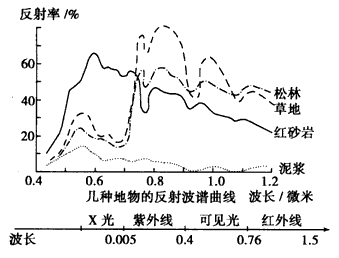 反射率/%
60
40
20
松林
草地
红砂岩
泥浆
0.4 0.6 0.8 1.0 1.2
几种地物的反射波谱曲线 波长/微米
X光 紫外线 可见光 红外线
波长 0.005 0.4 0.76 1.5